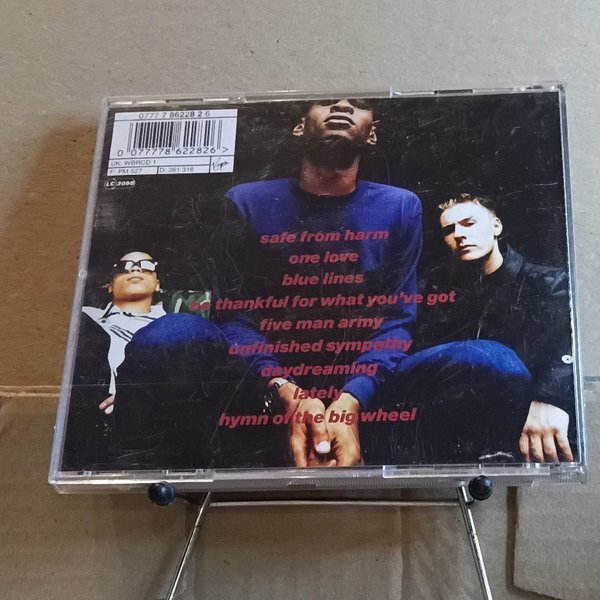 0777 7 86228 2 6
0 077778 622826 >
UK: WBRCD 1
F: PM 527 D: 261 316
LC 3098
safe from harm
one love
blue lines
be thankful for what you've got
five man army
unfinished sympathy
daydreaming
lately
hymn of the big wheel